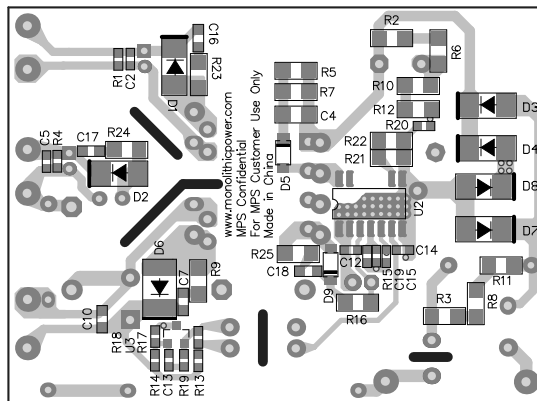 C16
R2
R6
R1
C2
R23
D1
R5
R7
C4
R10
R12
R20
D3
D4
D8
D7
C5
R4
C17
R24
D2
www.monolithicpower.com
MPS Confidential
For MPS Customer Use Only
Made in China
D5
R22
R21
U2
D6
C7
R9
R25
C18
D9
C12
R15
C19
C15
C14
R16
R11
R3
R8
C10
R18
U3
R17
R14
C13
R19
R13